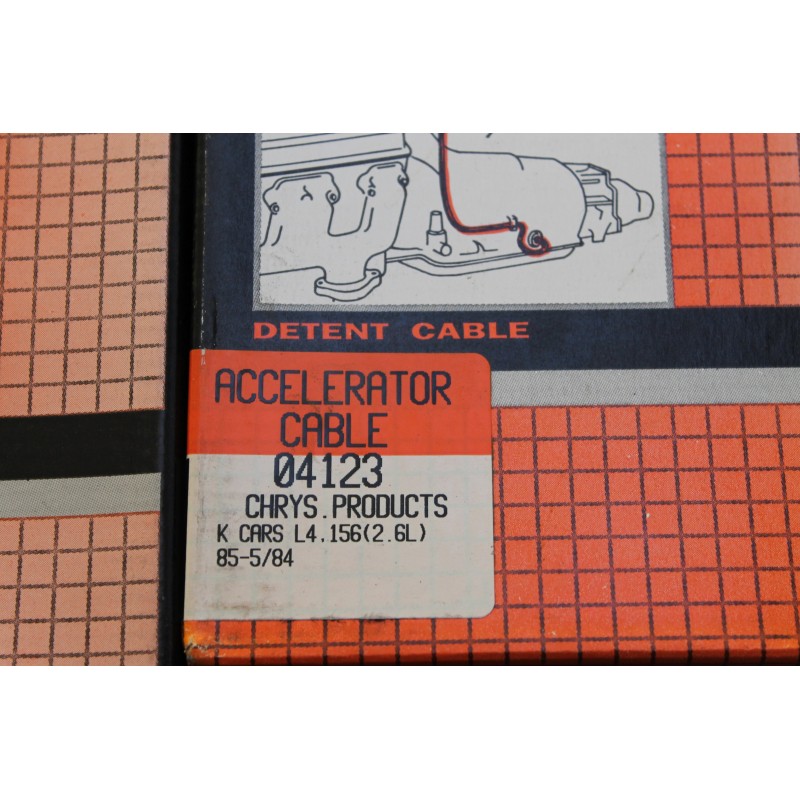 DETENT CABLE
ACCELERATOR
CABLE
04123
CHRYS.PRODUCTS
K CARS L4,156(2.6L)
85-5/84